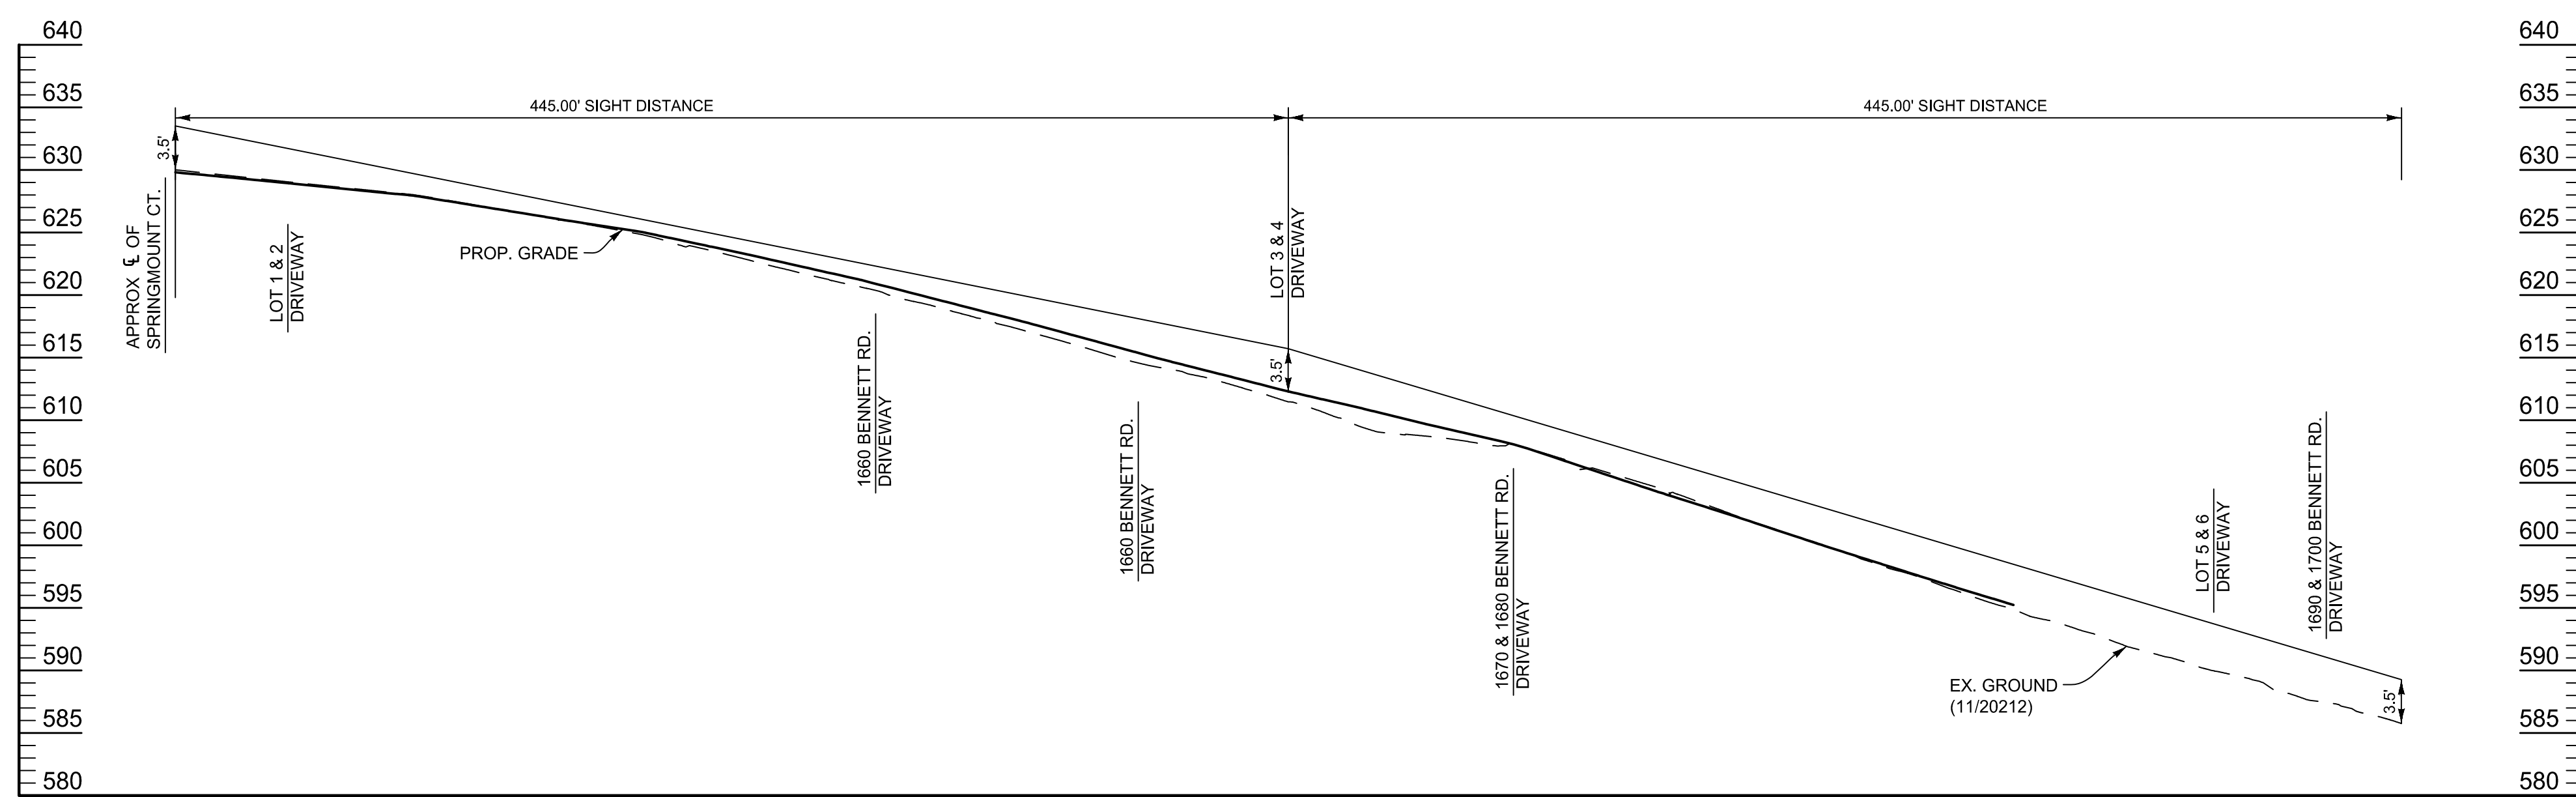 640
635
630
625
620
615
610
605
600
595
590
585
580
445.00' SIGHT DISTANCE
445.00' SIGHT DISTANCE
3.5'
APPROX ℄ OF
SPRINGMOUNT CT.
LOT 1 & 2
DRIVEWAY
PROP. GRADE
1660 BENNETT RD.
DRIVEWAY
1660 BENNETT RD.
DRIVEWAY
LOT 3 & 4
DRIVEWAY
3.5'
1670 & 1680 BENNETT RD.
DRIVEWAY
EX. GROUND
(11/20212)
LOT 5 & 6
DRIVEWAY
1690 & 1700 BENNETT RD.
DRIVEWAY
3.5'
640
635
630
625
620
615
610
605
600
595
590
585
580